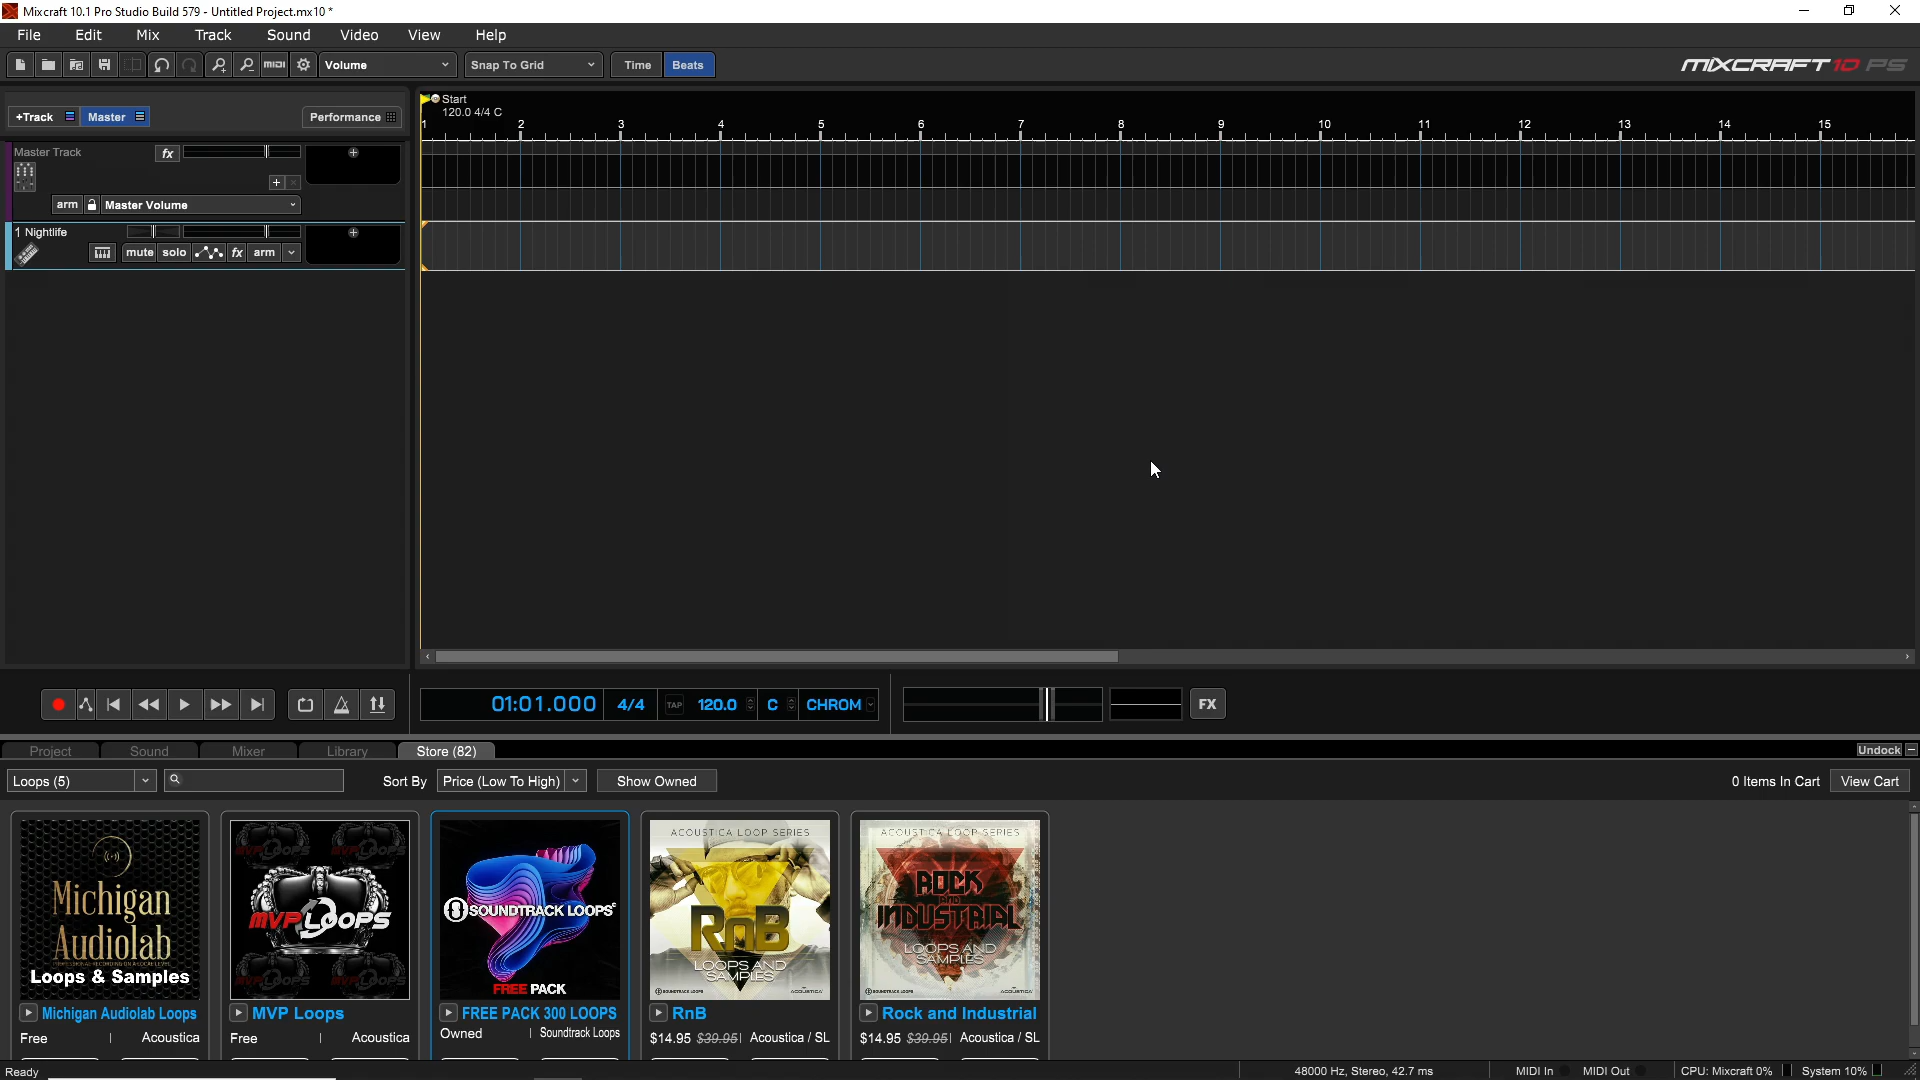 Mixcraft 10.1 Pro Studio Build 579 - Untitled Project.mx10 *
File Edit Mix Track Sound Video View Help
MIDI Volume Snap To Grid Time Beats MIXCRAFT 10 PS
Start
120.0 4/4 C
1 2 3 4 5 6 7 8 9 10 11 12 13 14 15
+Track Master Performance
Master Track fx
arm Master Volume
1 Nightlife
mute solo fx arm
01:01.000 4/4 TAP 120.0 C CHROM FX
Project Sound Mixer Library Store (82) Undock
Loops (5) Sort By Price (Low To High) Show Owned 0 Items In Cart View Cart
Michigan
Audiolab
Loops & Samples
Michigan Audiolab Loops
Free | Acoustica
MVP LOOPS
MVP Loops
Free | Acoustica
SOUNDTRACK LOOPS
FREE PACK
FREE PACK 300 LOOPS
Owned | Soundtrack Loops
ACOUSTICA LOOP SERIES
RnB
LOOPS AND
SAMPLES
SOUNDTRACK LOOPS ACOUSTICA
RnB
$14.95 $39.95 | Acoustica / SL
ACOUSTICA LOOP SERIES
ROCK
AND
INDUSTRIAL
LOOPS AND
SAMPLES
SOUNDTRACK LOOPS ACOUSTICA
Rock and Industrial
$14.95 $39.95 | Acoustica / SL
Ready 48000 Hz, Stereo, 42.7 ms MIDI In MIDI Out CPU: Mixcraft 0% System 10%